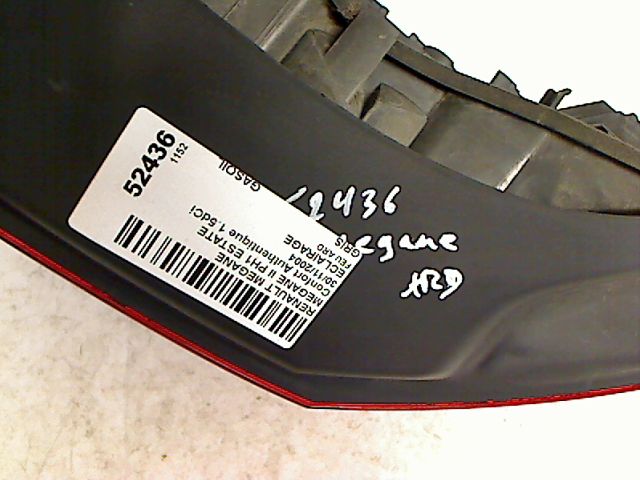 52436
1152
GASOIL
RENAULT MEGANE
MEGANE II PH1 ESTATE
Confort Authentique 1.5dCi
30/11/2004
ECLAIRAGE
FEU ARD
GRIS
52436
megane
ARD